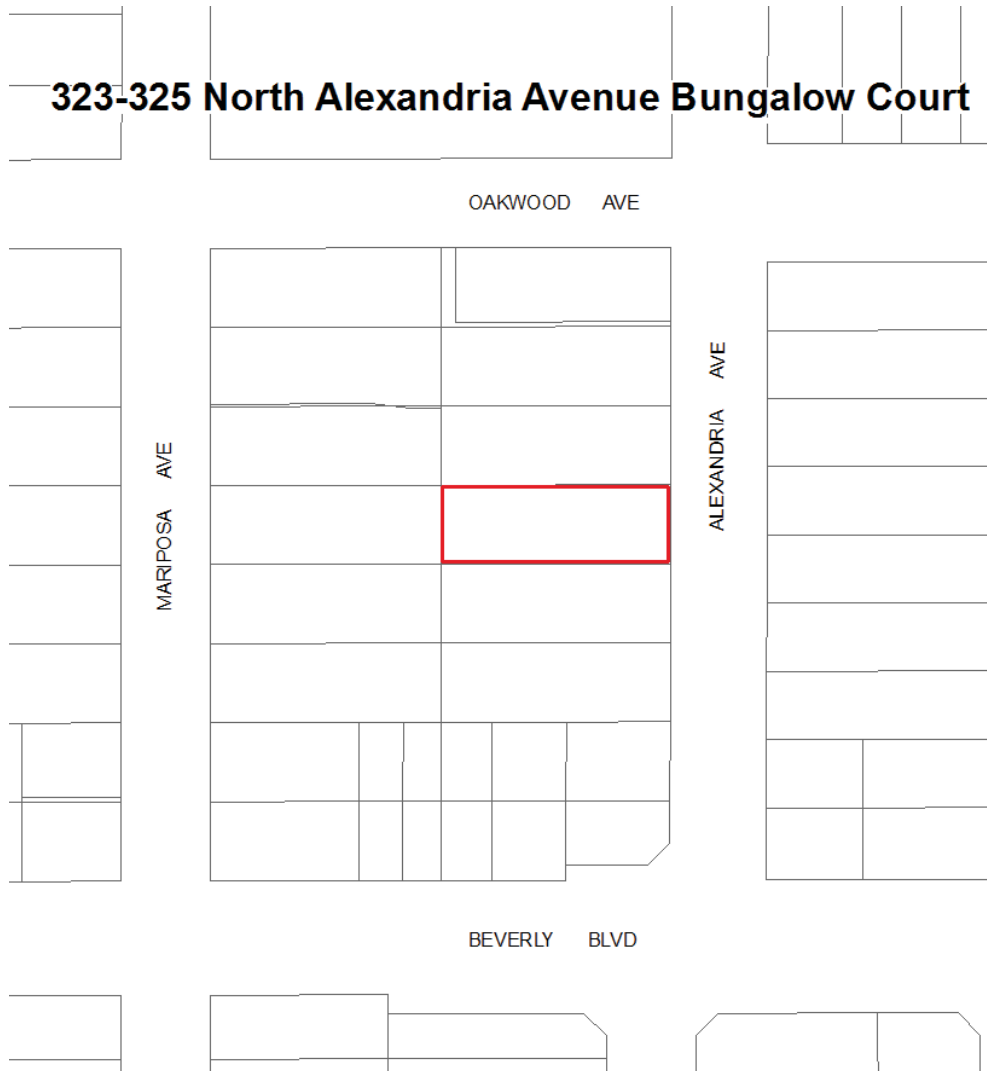 323-325 North Alexandria Avenue Bungalow Court
OAKWOOD AVE
MARIPOSA AVE
ALEXANDRIA AVE
BEVERLY BLVD